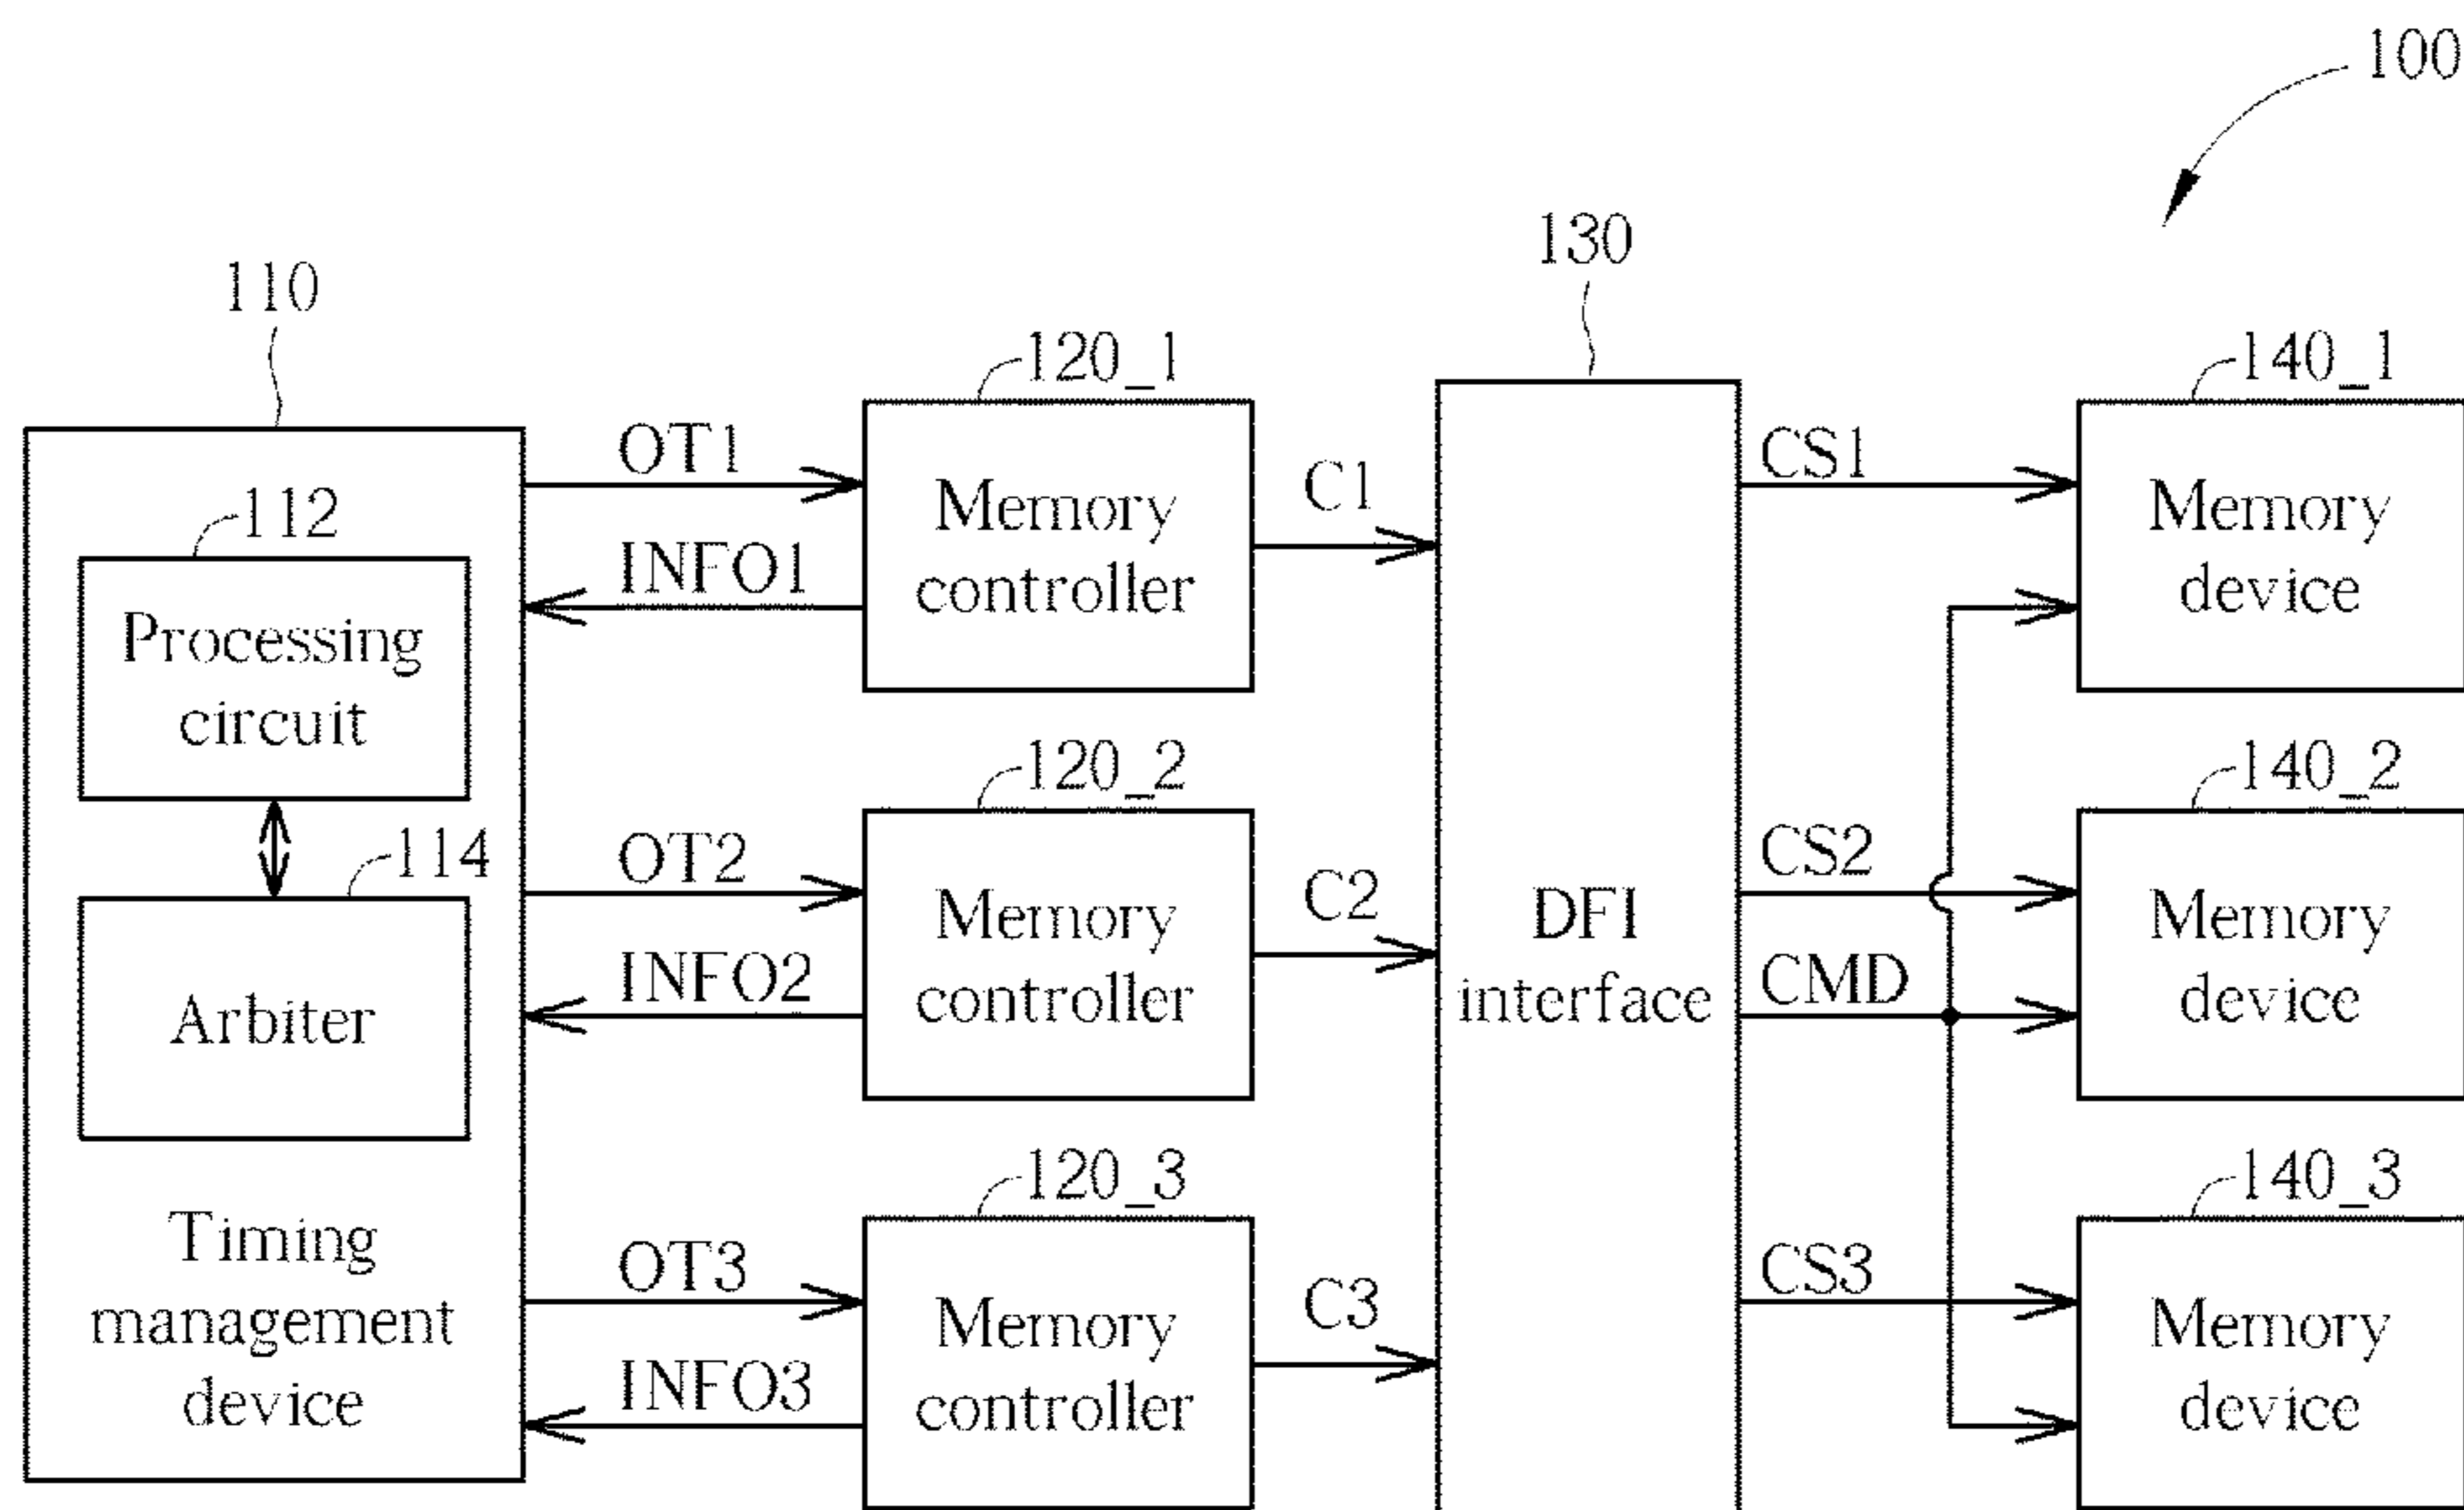 100
130
110
120_1
140_1
OT1
CS1
C1
112
Memory
controller
Memory
device
INFO1
Processing
circuit
120_2
140_2
114
OT2
CS2
C2
Memory
controller
DFI
interface
Memory
device
INFO2
CMD
Arbiter
120_3
140_3
Timing
management
device
OT3
CS3
C3
Memory
controller
Memory
device
INFO3